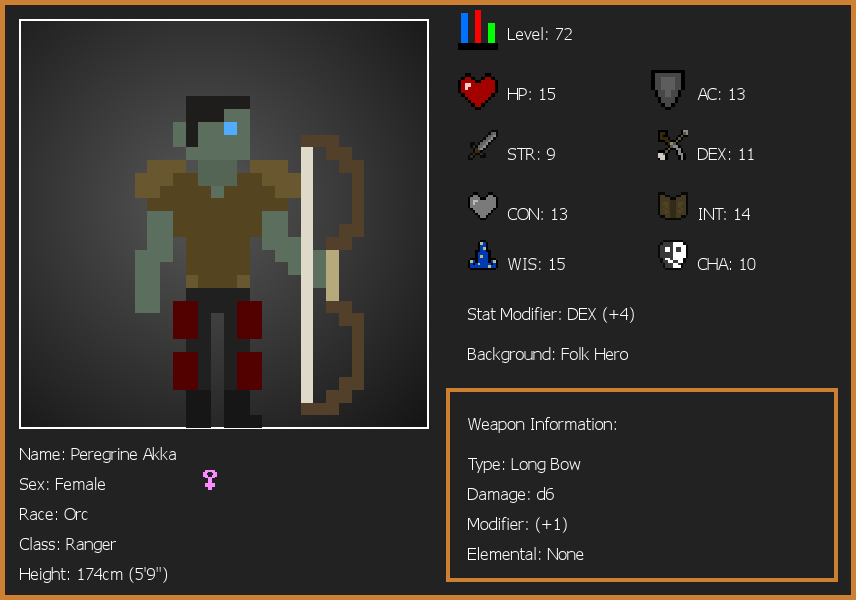 Level: 72
HP: 15
AC: 13
STR: 9
DEX: 11
CON: 13
INT: 14
WIS: 15
CHA: 10
Stat Modifier: DEX (+4)
Background: Folk Hero
Weapon Information:
Type: Long Bow
Damage: d6
Modifier: (+1)
Elemental: None
Name: Peregrine Akka
Sex: Female
Race: Orc
Class: Ranger
Height: 174cm (5'9")